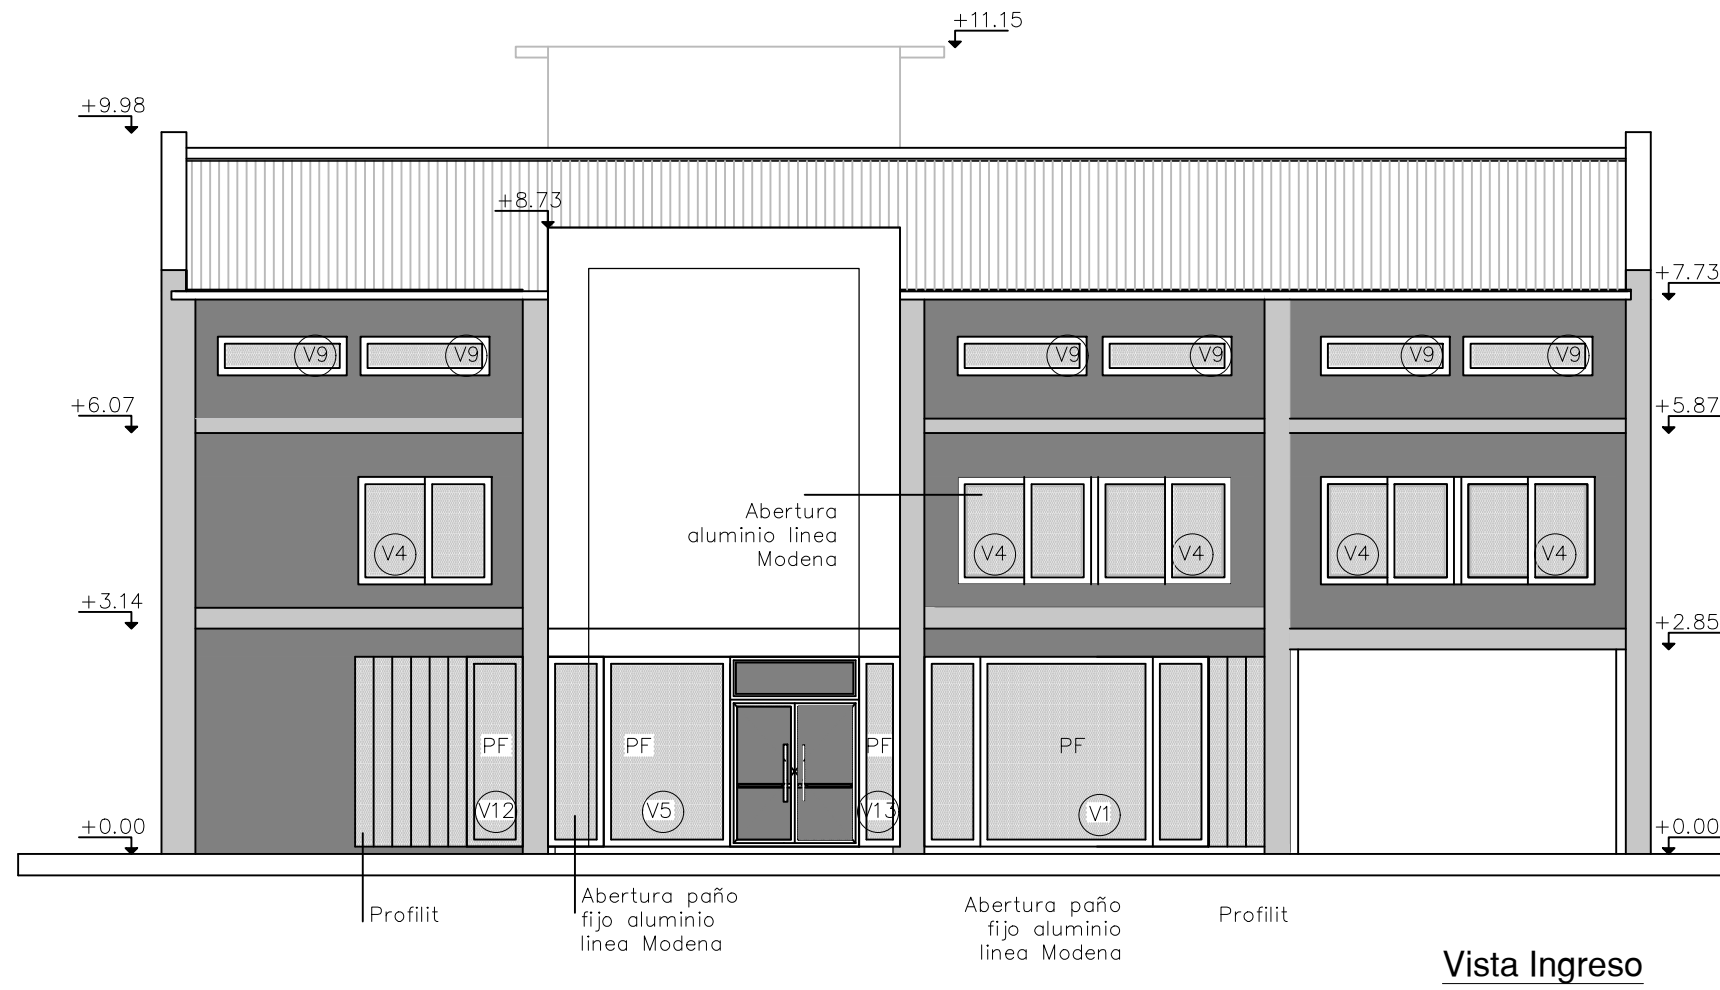 +11.15
+9.98
+8.73
+7.73
V9
V9
V9
V9
V9
V9
+6.07
+5.87
Abertura
aluminio linea
Modena
V4
V4
V4
V4
V4
+3.14
+2.85
PF
PF
PF
PF
V12
V5
V13
V1
+0.00
+0.00
Profilit
Abertura paño
fijo aluminio
linea Modena
Abertura paño
fijo aluminio
linea Modena
Profilit
Vista Ingreso